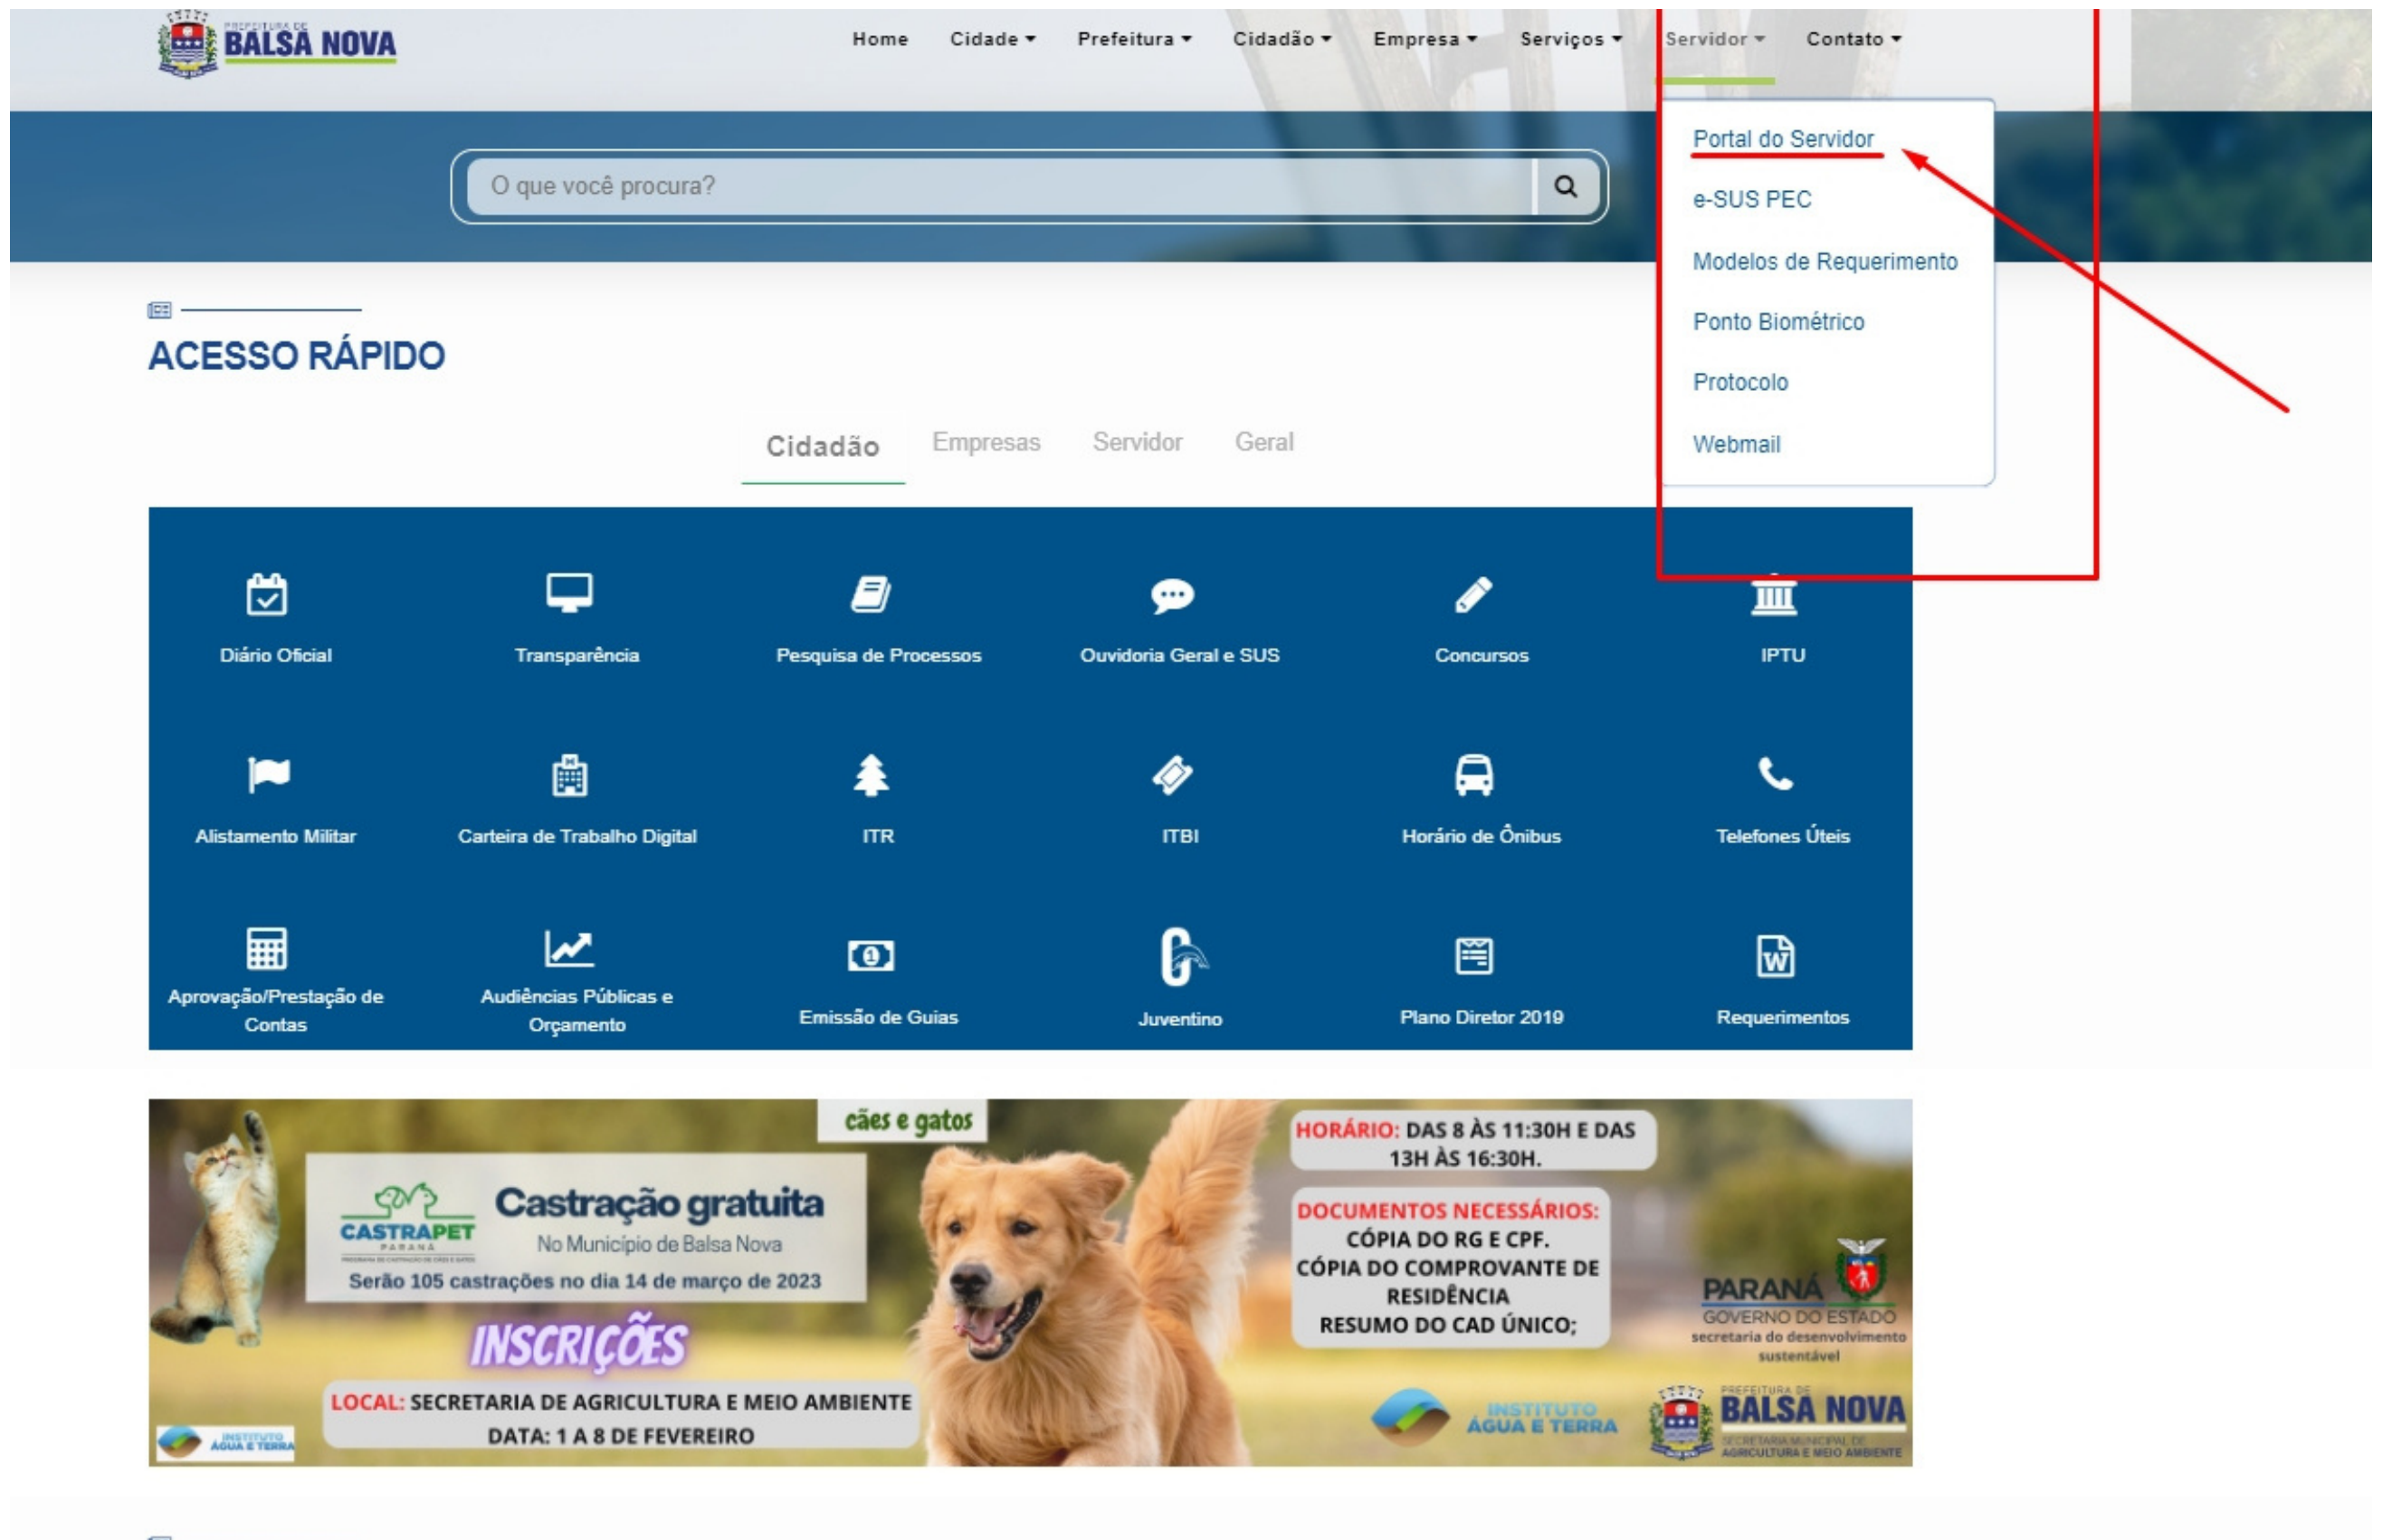 PREFEITURA DE
BALSA NOVA
Home Cidade Prefeitura Cidadão Empresa Serviços Servidor Contato
O que você procura?
Portal do Servidor
e-SUS PEC
Modelos de Requerimento
Ponto Biométrico
Protocolo
Webmail
ACESSO RÁPIDO
Cidadão Empresas Servidor Geral
Diário Oficial
Transparência
Pesquisa de Processos
Ouvidoria Geral e SUS
Concursos
IPTU
Alistamento Militar
Carteira de Trabalho Digital
ITR
ITBI
Horário de Ônibus
Telefones Úteis
Aprovação/Prestação de
Contas
Audiências Públicas e
Orçamento
Emissão de Guias
Juventino
Plano Diretor 2019
Requerimentos
cães e gatos
CASTRAPET
PARANÁ
PROGRAMA DE CASTRAÇÃO DE CÃES E GATOS
Castração gratuita
No Município de Balsa Nova
Serão 105 castrações no dia 14 de março de 2023
INSCRIÇÕES
LOCAL: SECRETARIA DE AGRICULTURA E MEIO AMBIENTE
DATA: 1 A 8 DE FEVEREIRO
INSTITUTO
ÁGUA E TERRA
HORÁRIO: DAS 8 ÀS 11:30H E DAS
13H ÀS 16:30H.
DOCUMENTOS NECESSÁRIOS:
CÓPIA DO RG E CPF.
CÓPIA DO COMPROVANTE DE
RESIDÊNCIA
RESUMO DO CAD ÚNICO;
PARANÁ
GOVERNO DO ESTADO
secretaria do desenvolvimento
sustentável
INSTITUTO
ÁGUA E TERRA
PREFEITURA DE
BALSA NOVA
SECRETARIA MUNICIPAL DE
AGRICULTURA E MEIO AMBIENTE